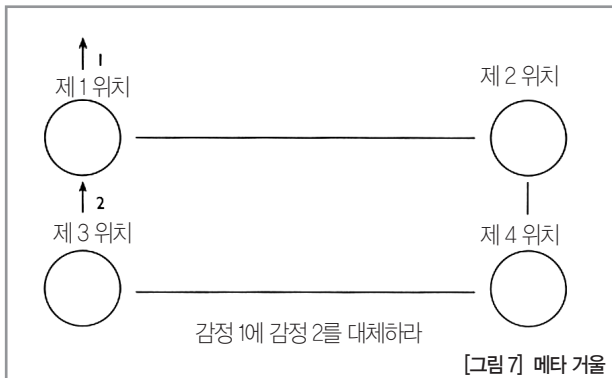 1
제 1 위치
제 2 위치
2
제 3 위치
제 4 위치
감정 1에 감정 2를 대체하라
[그림 7] 메타 거울